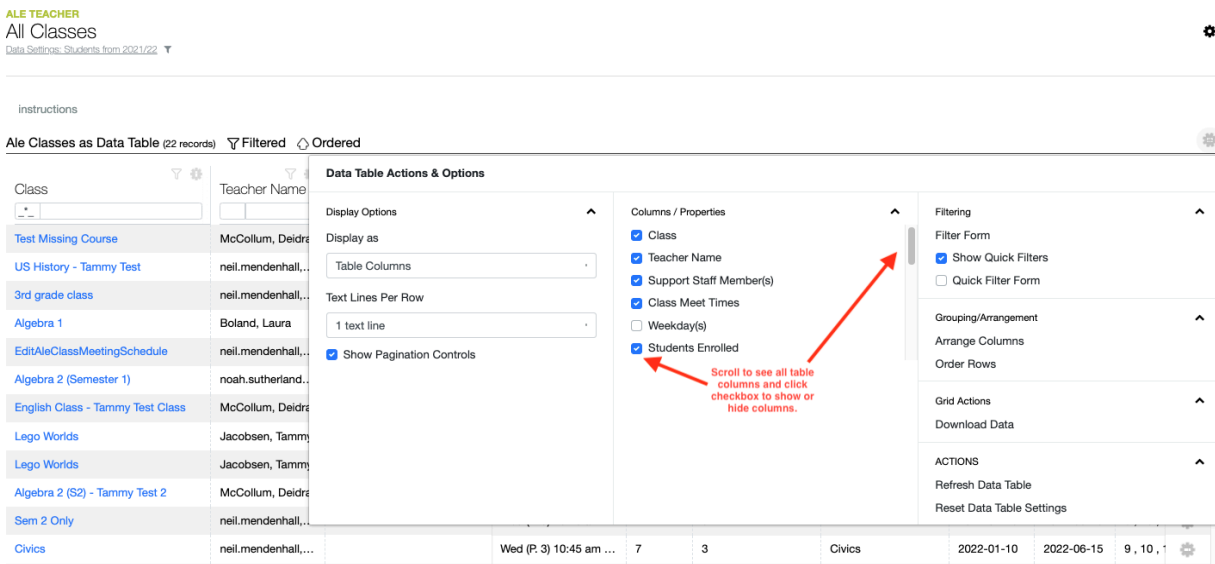 ALE TEACHER
All Classes
Data Settings: Students from 2021/22
instructions
Ale Classes as Data Table (22 records) Filtered Ordered
Class
Teacher Name
_*_
Data Table Actions & Options
Display Options
Display as
Table Columns
Text Lines Per Row
1 text line
Show Pagination Controls
Columns / Properties
Class
Teacher Name
Support Staff Member(s)
Class Meet Times
Weekday(s)
Students Enrolled
Scroll to see all table
columns and click
checkbox to show or
hide columns.
Filtering
Filter Form
Show Quick Filters
Quick Filter Form
Grouping/Arrangement
Arrange Columns
Order Rows
Grid Actions
Download Data
ACTIONS
Refresh Data Table
Reset Data Table Settings
Test Missing Course McCollum, Deidra
US History - Tammy Test neil.mendenhall,...
3rd grade class neil.mendenhall,...
Algebra 1 Boland, Laura
EditAleClassMeetingSchedule neil.mendenhall,...
Algebra 2 (Semester 1) noah.sutherland..
English Class - Tammy Test Class McCollum, Deidra
Lego Worlds Jacobsen, Tammy
Lego Worlds Jacobsen, Tammy
Algebra 2 (S2) - Tammy Test 2 McCollum, Deidra
Sem 2 Only neil.mendenhall,...
Civics neil.mendenhall,... Wed (P. 3) 10:45 am ... 7 3 Civics 2022-01-10 2022-06-15 9 , 10 , 1